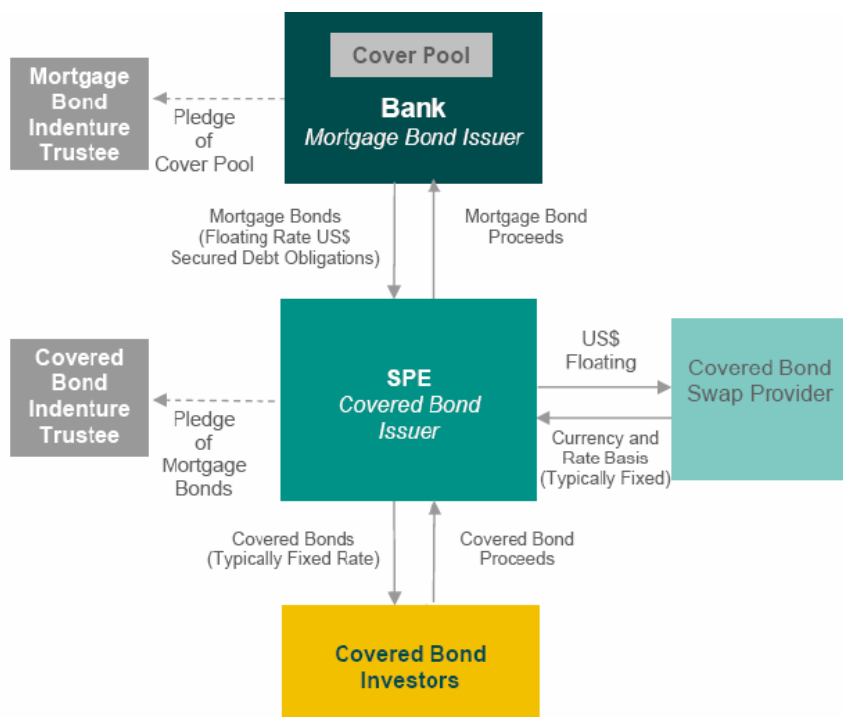 Cover Pool
Bank
Mortgage Bond Issuer
Mortgage
Bond
Indenture
Trustee
Pledge
of
Cover Pool
Mortgage Bonds
(Floating Rate US$
Secured Debt Obligations)
Mortgage Bond
Proceeds
Covered
Bond
Indenture
Trustee
Pledge
of
Mortgage
Bonds
SPE
Covered Bond
Issuer
US$
Floating
Currency and
Rate Basis
(Typically Fixed)
Covered Bond
Swap Provider
Covered Bonds
(Typically Fixed Rate)
Covered Bond
Proceeds
Covered Bond
Investors